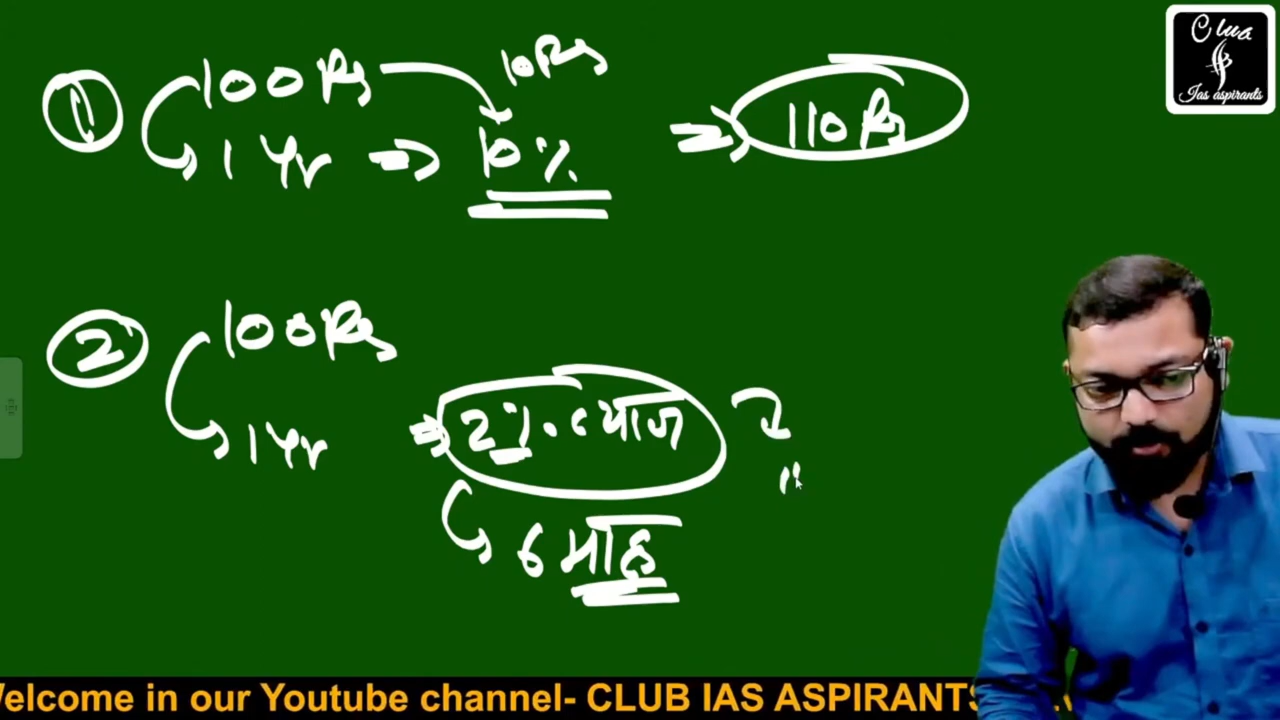 Clua
Ias aspirants
① 100 Rs 10 Rs
1 Yr ⇒ 10% ⇒ 110 Rs
② 100 Rs
1 Yr ⇒ 2% ब्याज
6 माह
Welcome in our Youtube channel- CLUB IAS ASPIRANTS